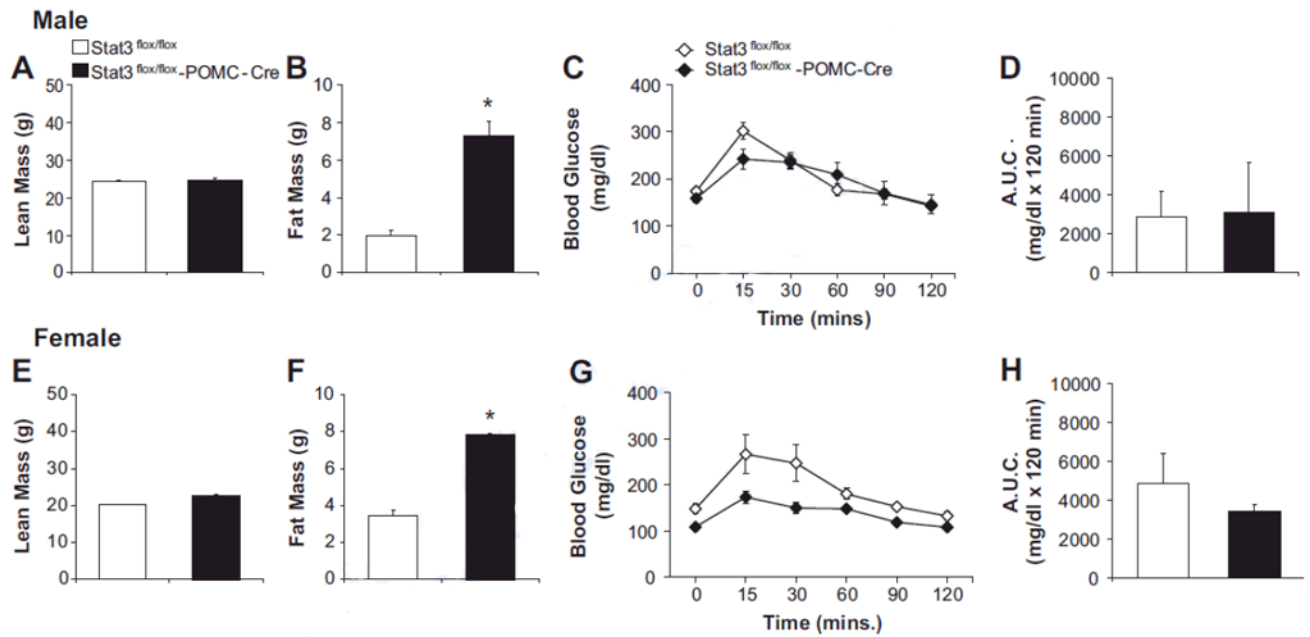 Male
Stat3 flox/flox
Stat3 flox/flox-POMC-Cre
A
Lean Mass (g)
50
40
30
20
10
0
B
Fat Mass (g)
10
8
6
4
2
0
*
C
Stat3 flox/flox
Stat3 flox/flox -POMC-Cre
Blood Glucose
(mg/dl)
400
300
200
100
0
0 15 30 60 90 120
Time (mins)
D
A.U.C.
(mg/dl x 120 min)
10000
8000
6000
4000
2000
0
Female
E
Lean Mass (g)
50
40
30
20
10
0
F
Fat Mass (g)
10
8
6
4
2
0
*
G
Blood Glucose
(mg/dl)
400
300
200
100
0
0 15 30 60 90 120
Time (mins.)
H
A.U.C.
(mg/dl x 120 min)
10000
8000
6000
4000
2000
0